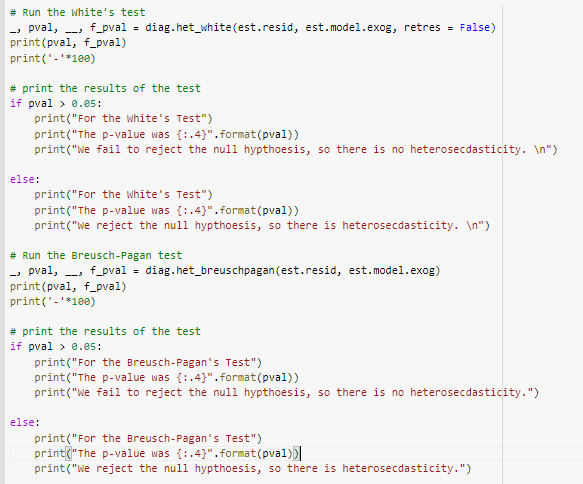 # Run the White's test
_, pval, __, f_pval = diag.het_white(est.resid, est.model.exog, retres = False)
print(pval, f_pval)
print('-'*100)
# print the results of the test
if pval > 0.05:
    print("For the White's Test")
    print("The p-value was {:.4}".format(pval))
    print("We fail to reject the null hypthoesis, so there is no heterosecdasticity. \n")
else:
    print("For the White's Test")
    print("The p-value was {:.4}".format(pval))
    print("We reject the null hypthoesis, so there is heterosecdasticity. \n")
# Run the Breusch-Pagan test
_, pval, __, f_pval = diag.het_breuschpagan(est.resid, est.model.exog)
print(pval, f_pval)
print('-'*100)
# print the results of the test
if pval > 0.05:
    print("For the Breusch-Pagan's Test")
    print("The p-value was {:.4}".format(pval))
    print("We fail to reject the null hypthoesis, so there is no heterosecdasticity.")
else:
    print("For the Breusch-Pagan's Test")
    print("The p-value was {:.4}".format(pval))
    print("We reject the null hypthoesis, so there is heterosecdasticity.")